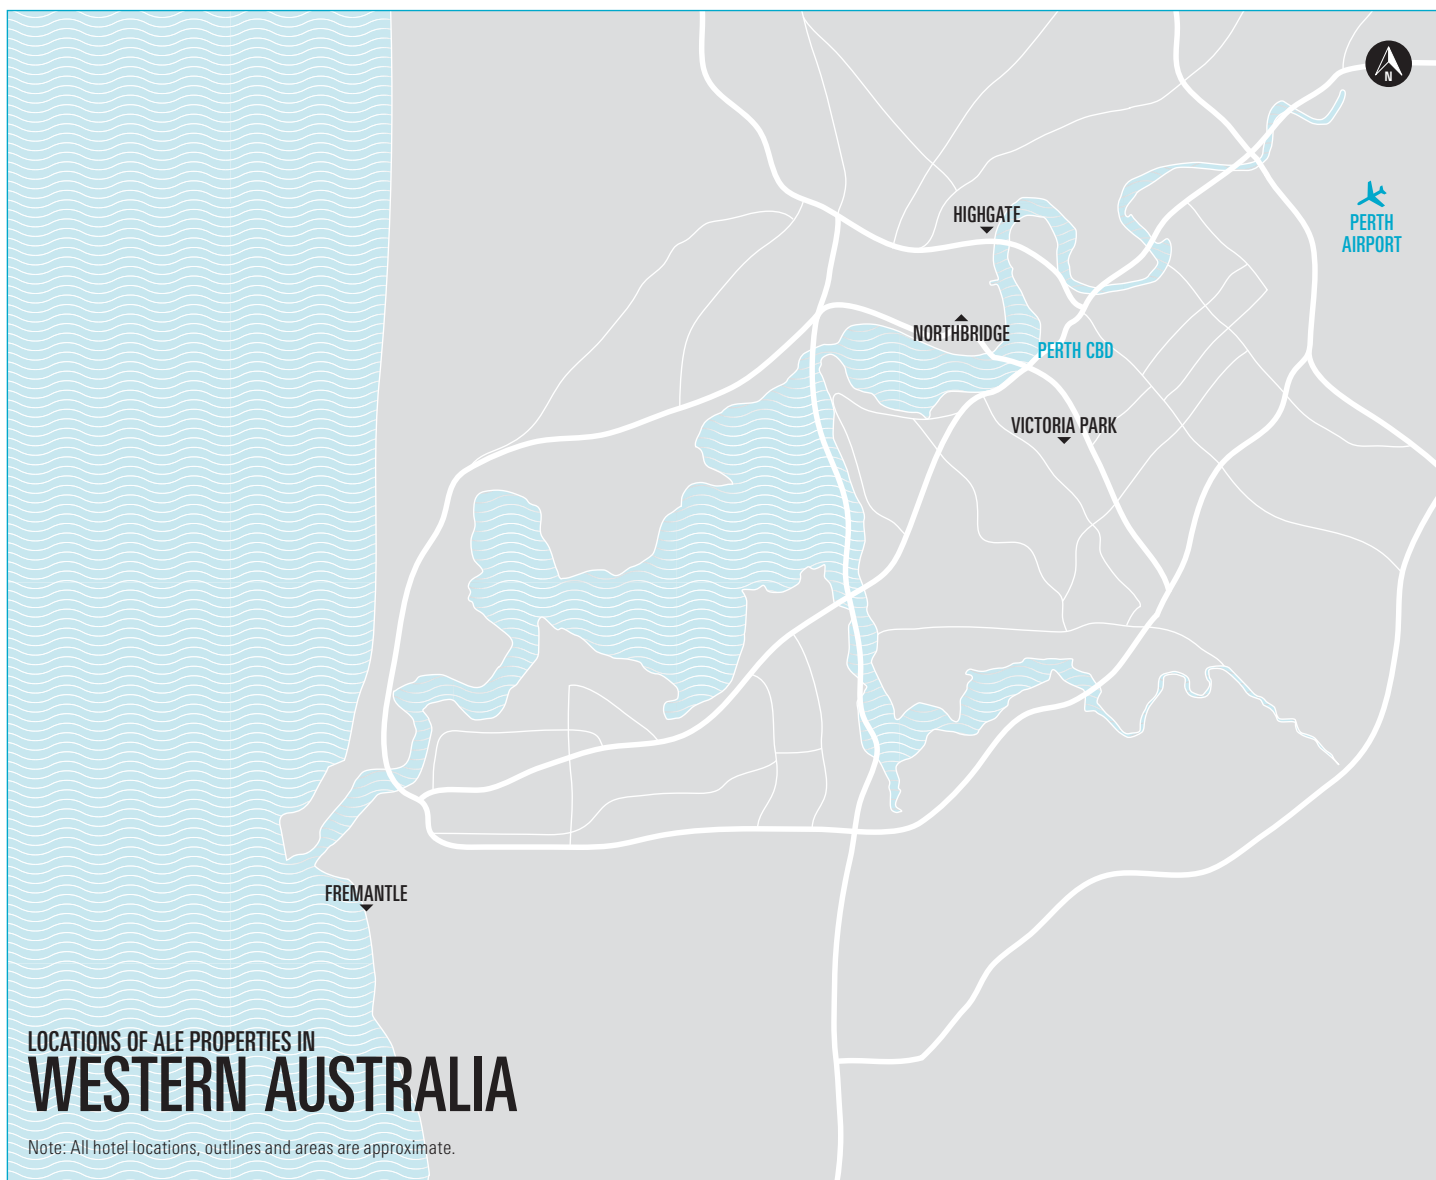 N
HIGHGATE
PERTH
AIRPORT
NORTHBRIDGE
PERTH CBD
VICTORIA PARK
FREMANTLE
LOCATIONS OF ALE PROPERTIES IN
WESTERN AUSTRALIA
Note: All hotel locations, outlines and areas are approximate.